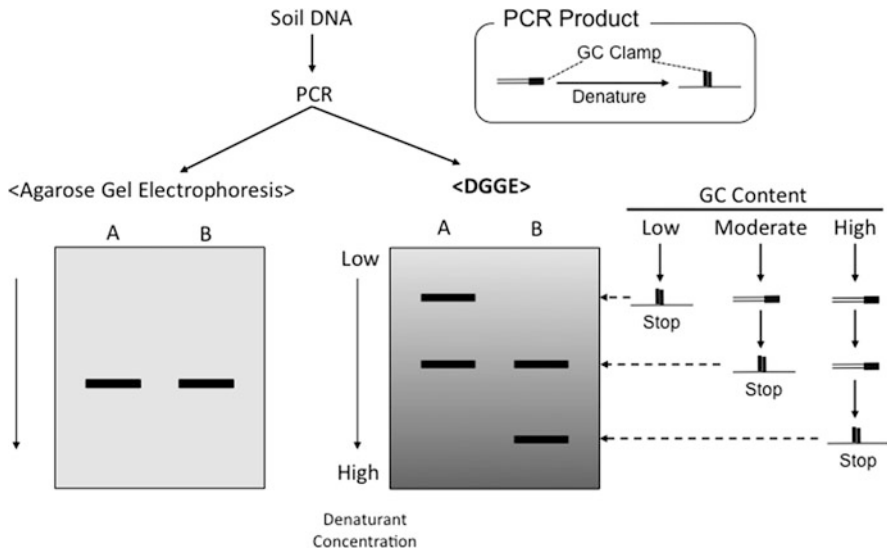 Soil DNA
PCR
PCR Product
GC Clamp
Denature
<Agarose Gel Electrophoresis>
A B
<DGGE>
A B
Low
High
Denaturant
Concentration
GC Content
Low Moderate High
Stop
Stop
Stop